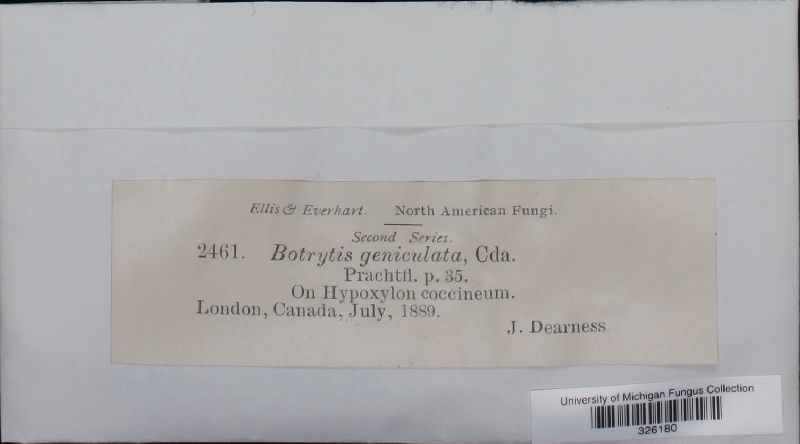 Ellis & Everhart. North American Fungi.
Second Series.
2461. Botrytis geniculata, Cda.
Prachtfl. p. 35.
On Hypoxylon coccineum.
London, Canada, July, 1889.
J. Dearness
University of Michigan Fungus Collection
326180